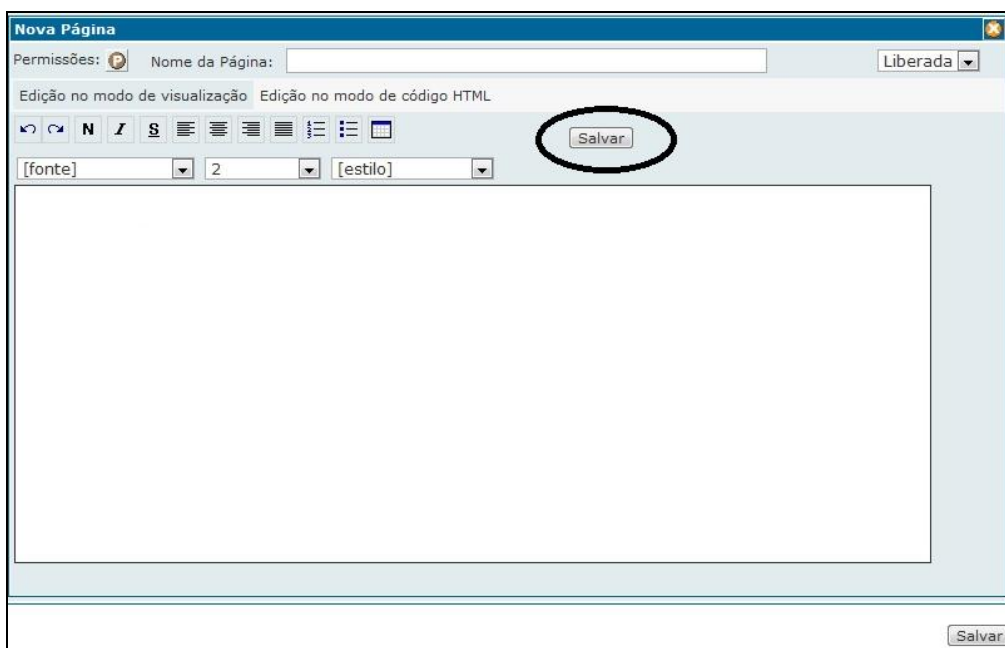 Nova Página
Permissões: P Nome da Página: Liberada
Edição no modo de visualização Edição no modo de código HTML
N I S Salvar
[fonte] 2 [estilo]
Salvar